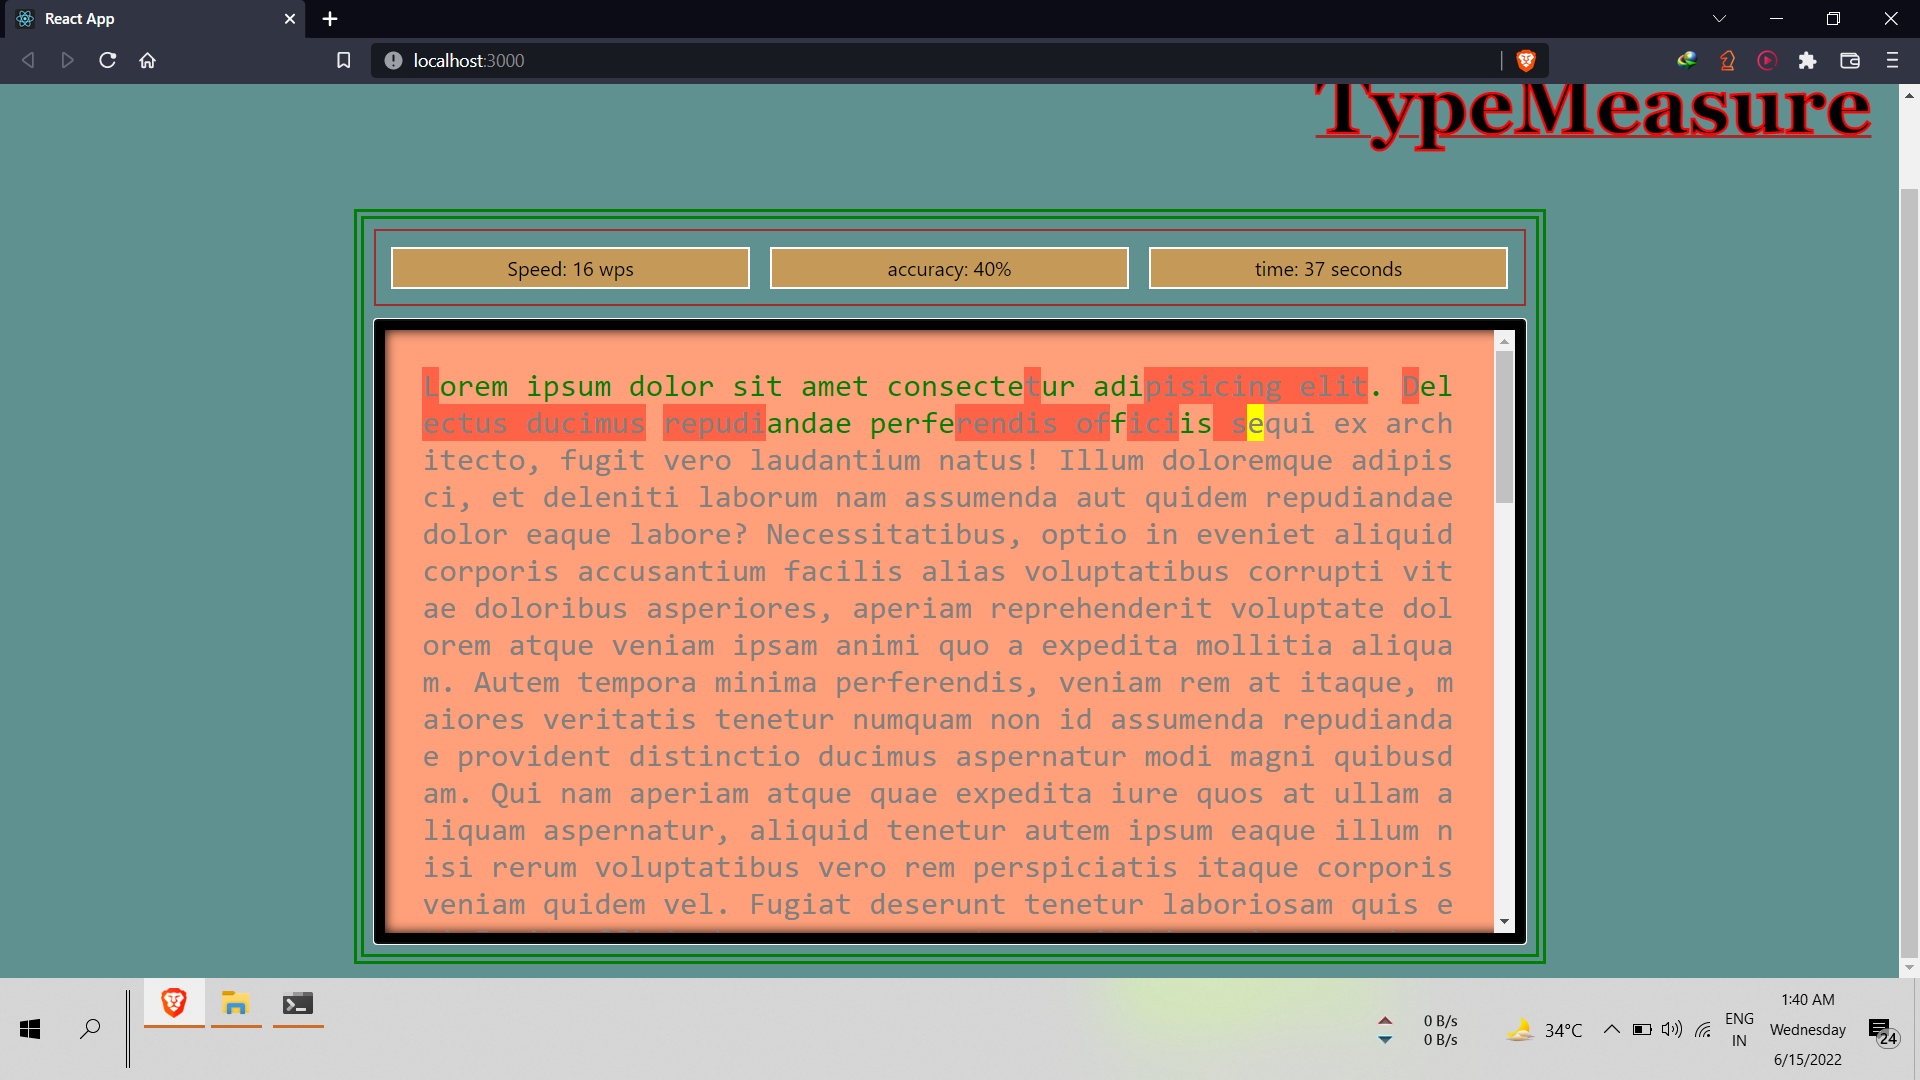 React App
localhost:3000
TypeMeasure
Speed: 16 wps
accuracy: 40%
time: 37 seconds
Lorem ipsum dolor sit amet consectetur adipisicing elit. Del
ectus ducimus repudiandae perferendis officiis sequi ex arch
itecto, fugit vero laudantium natus! Illum doloremque adipis
ci, et deleniti laborum nam assumenda aut quidem repudiandae
dolor eaque labore? Necessitatibus, optio in eveniet aliquid
corporis accusantium facilis alias voluptatibus corrupti vit
ae doloribus asperiores, aperiam reprehenderit voluptate dol
orem atque veniam ipsam animi quo a expedita mollitia aliqua
m. Autem tempora minima perferendis, veniam rem at itaque, m
aiores veritatis tenetur numquam non id assumenda repudianda
e provident distinctio ducimus aspernatur modi magni quibusd
am. Qui nam aperiam atque quae expedita iure quos at ullam a
liquam aspernatur, aliquid tenetur autem ipsum eaque illum n
isi rerum voluptatibus vero rem perspiciatis itaque corporis
veniam quidem vel. Fugiat deserunt tenetur laboriosam quis e
0 B/s
0 B/s
34°C
ENG
IN
1:40 AM
Wednesday
6/15/2022
24